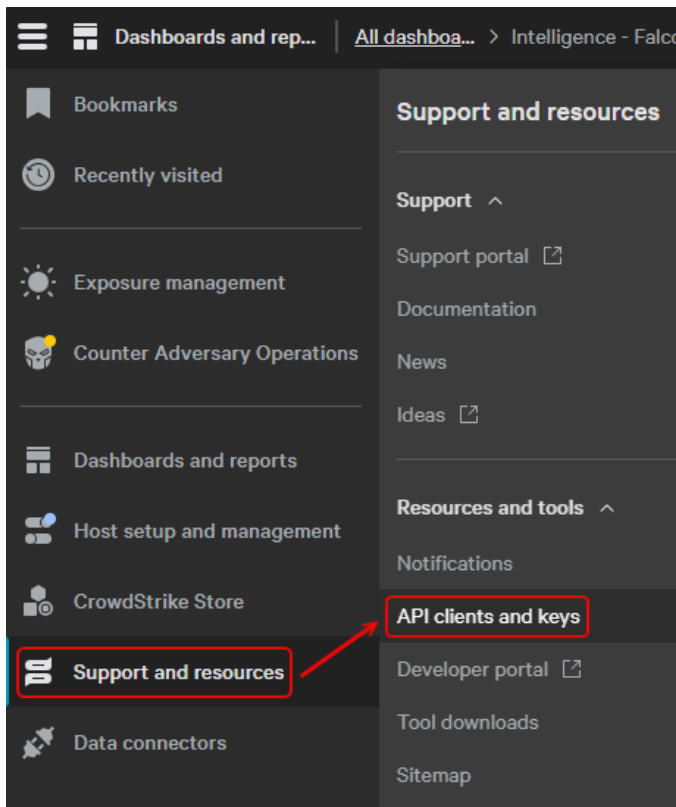 Dashboards and rep... All dashboa... > Intelligence - Falc
Bookmarks
Recently visited
Exposure management
Counter Adversary Operations
Dashboards and reports
Host setup and management
CrowdStrike Store
Support and resources
Data connectors
Support and resources
Support
Support portal
Documentation
News
Ideas
Resources and tools
Notifications
API clients and keys
Developer portal
Tool downloads
Sitemap